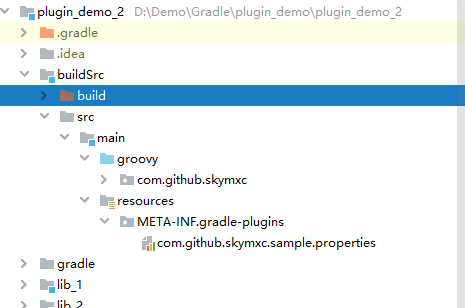 plugin_demo_2 D:\Demo\Gradle\plugin_demo\plugin_demo_2
.gradle
.idea
buildSrc
build
src
main
groovy
com.github.skymxc
resources
META-INF.gradle-plugins
com.github.skymxc.sample.properties
gradle
lib_1
lib_2